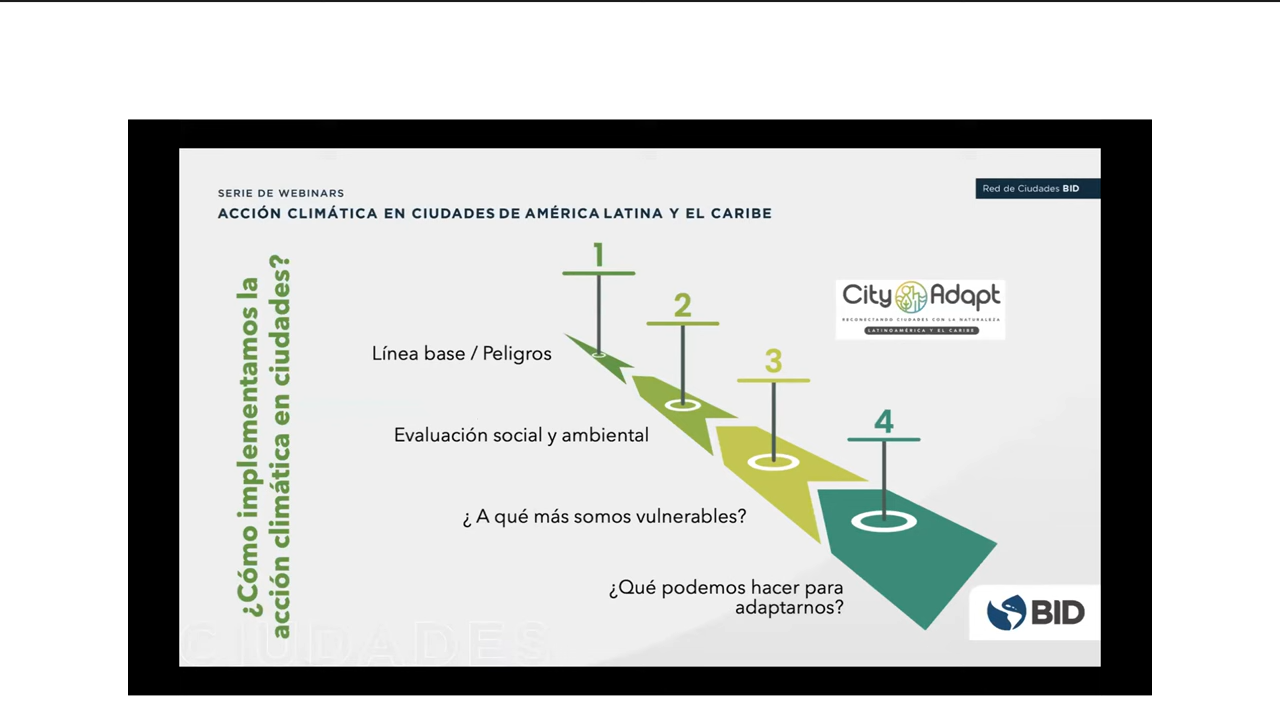 SERIE DE WEBINARS
ACCIÓN CLIMÁTICA EN CIUDADES DE AMÉRICA LATINA Y EL CARIBE
Red de Ciudades BID
¿Cómo implementamos la
acción climática en ciudades?
1
Línea base / Peligros
2
Evaluación social y ambiental
3
¿ A qué más somos vulnerables?
4
¿Qué podemos hacer para
adaptarnos?
City Adapt
RECONECTANDO CIUDADES CON LA NATURALEZA
LATINOAMÉRICA Y EL CARIBE
BID
CIUDADES